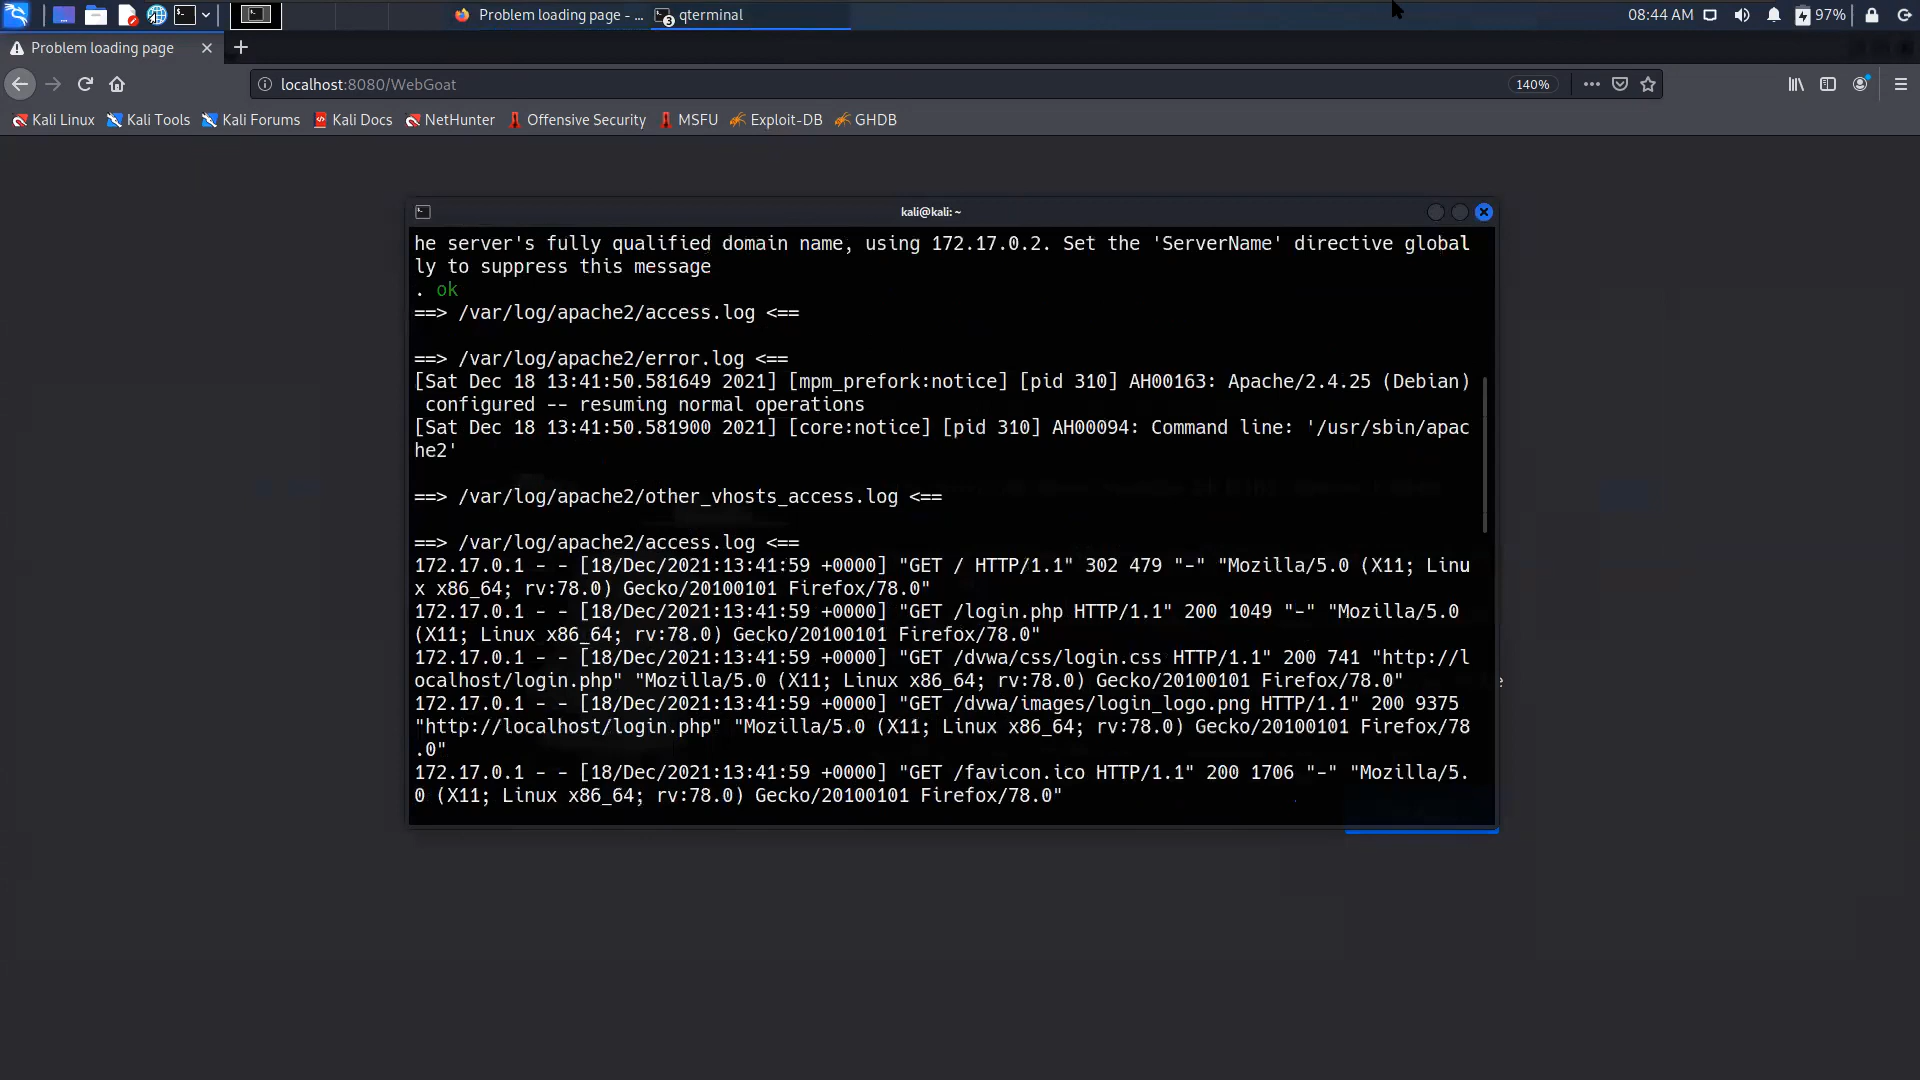 Problem loading page - ...
3
qterminal
08:44 AM
97%
Problem loading page
localhost:8080/WebGoat
140%
Kali Linux
Kali Tools
Kali Forums
Kali Docs
NetHunter
Offensive Security
MSFU
Exploit-DB
GHDB
kali@kali: ~
he server's fully qualified domain name, using 172.17.0.2. Set the 'ServerName' directive global
ly to suppress this message
. ok
==> /var/log/apache2/access.log <==
==> /var/log/apache2/error.log <==
[Sat Dec 18 13:41:50.581649 2021] [mpm_prefork:notice] [pid 310] AH00163: Apache/2.4.25 (Debian)
configured -- resuming normal operations
[Sat Dec 18 13:41:50.581900 2021] [core:notice] [pid 310] AH00094: Command line: '/usr/sbin/apac
he2'
==> /var/log/apache2/other_vhosts_access.log <==
==> /var/log/apache2/access.log <==
172.17.0.1 - - [18/Dec/2021:13:41:59 +0000] "GET / HTTP/1.1" 302 479 "-" "Mozilla/5.0 (X11; Linu
x x86_64; rv:78.0) Gecko/20100101 Firefox/78.0"
172.17.0.1 - - [18/Dec/2021:13:41:59 +0000] "GET /login.php HTTP/1.1" 200 1049 "-" "Mozilla/5.0
(X11; Linux x86_64; rv:78.0) Gecko/20100101 Firefox/78.0"
172.17.0.1 - - [18/Dec/2021:13:41:59 +0000] "GET /dvwa/css/login.css HTTP/1.1" 200 741 "http://l
ocalhost/login.php" "Mozilla/5.0 (X11; Linux x86_64; rv:78.0) Gecko/20100101 Firefox/78.0"
172.17.0.1 - - [18/Dec/2021:13:41:59 +0000] "GET /dvwa/images/login_logo.png HTTP/1.1" 200 9375
"http://localhost/login.php" "Mozilla/5.0 (X11; Linux x86_64; rv:78.0) Gecko/20100101 Firefox/78
.0"
172.17.0.1 - - [18/Dec/2021:13:41:59 +0000] "GET /favicon.ico HTTP/1.1" 200 1706 "-" "Mozilla/5.
0 (X11; Linux x86_64; rv:78.0) Gecko/20100101 Firefox/78.0"